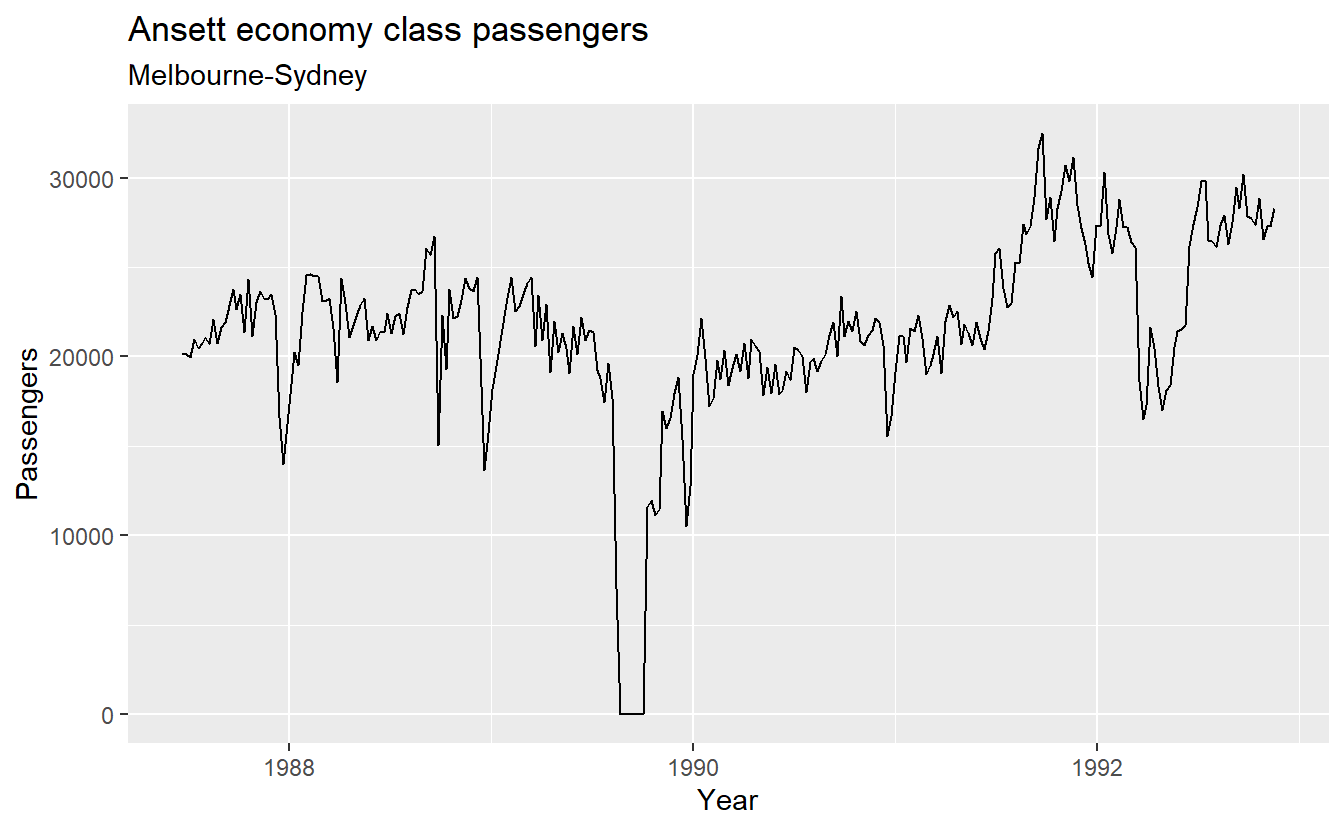 Ansett economy class passengers
Melbourne-Sydney
30000
20000
10000
0
Passengers
1988
1990
1992
Year